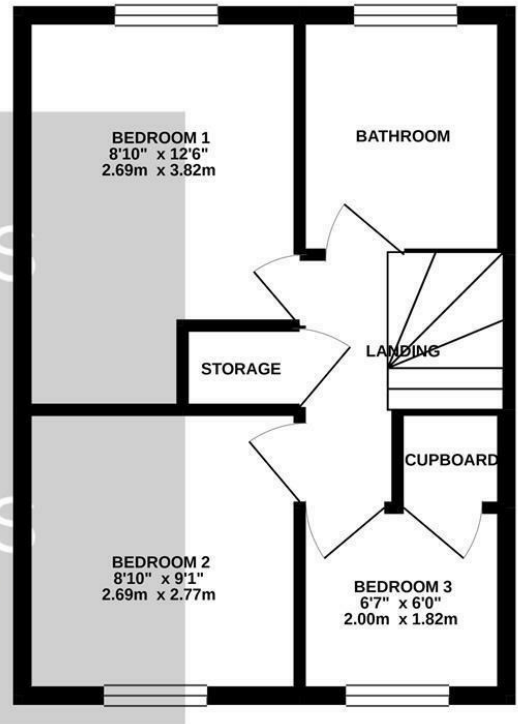 BEDROOM 1
8'10" x 12'6"
2.69m x 3.82m
BATHROOM
STORAGE
LANDING
CUPBOARD
BEDROOM 2
8'10" x 9'1"
2.69m x 2.77m
BEDROOM 3
6'7" x 6'0"
2.00m x 1.82m